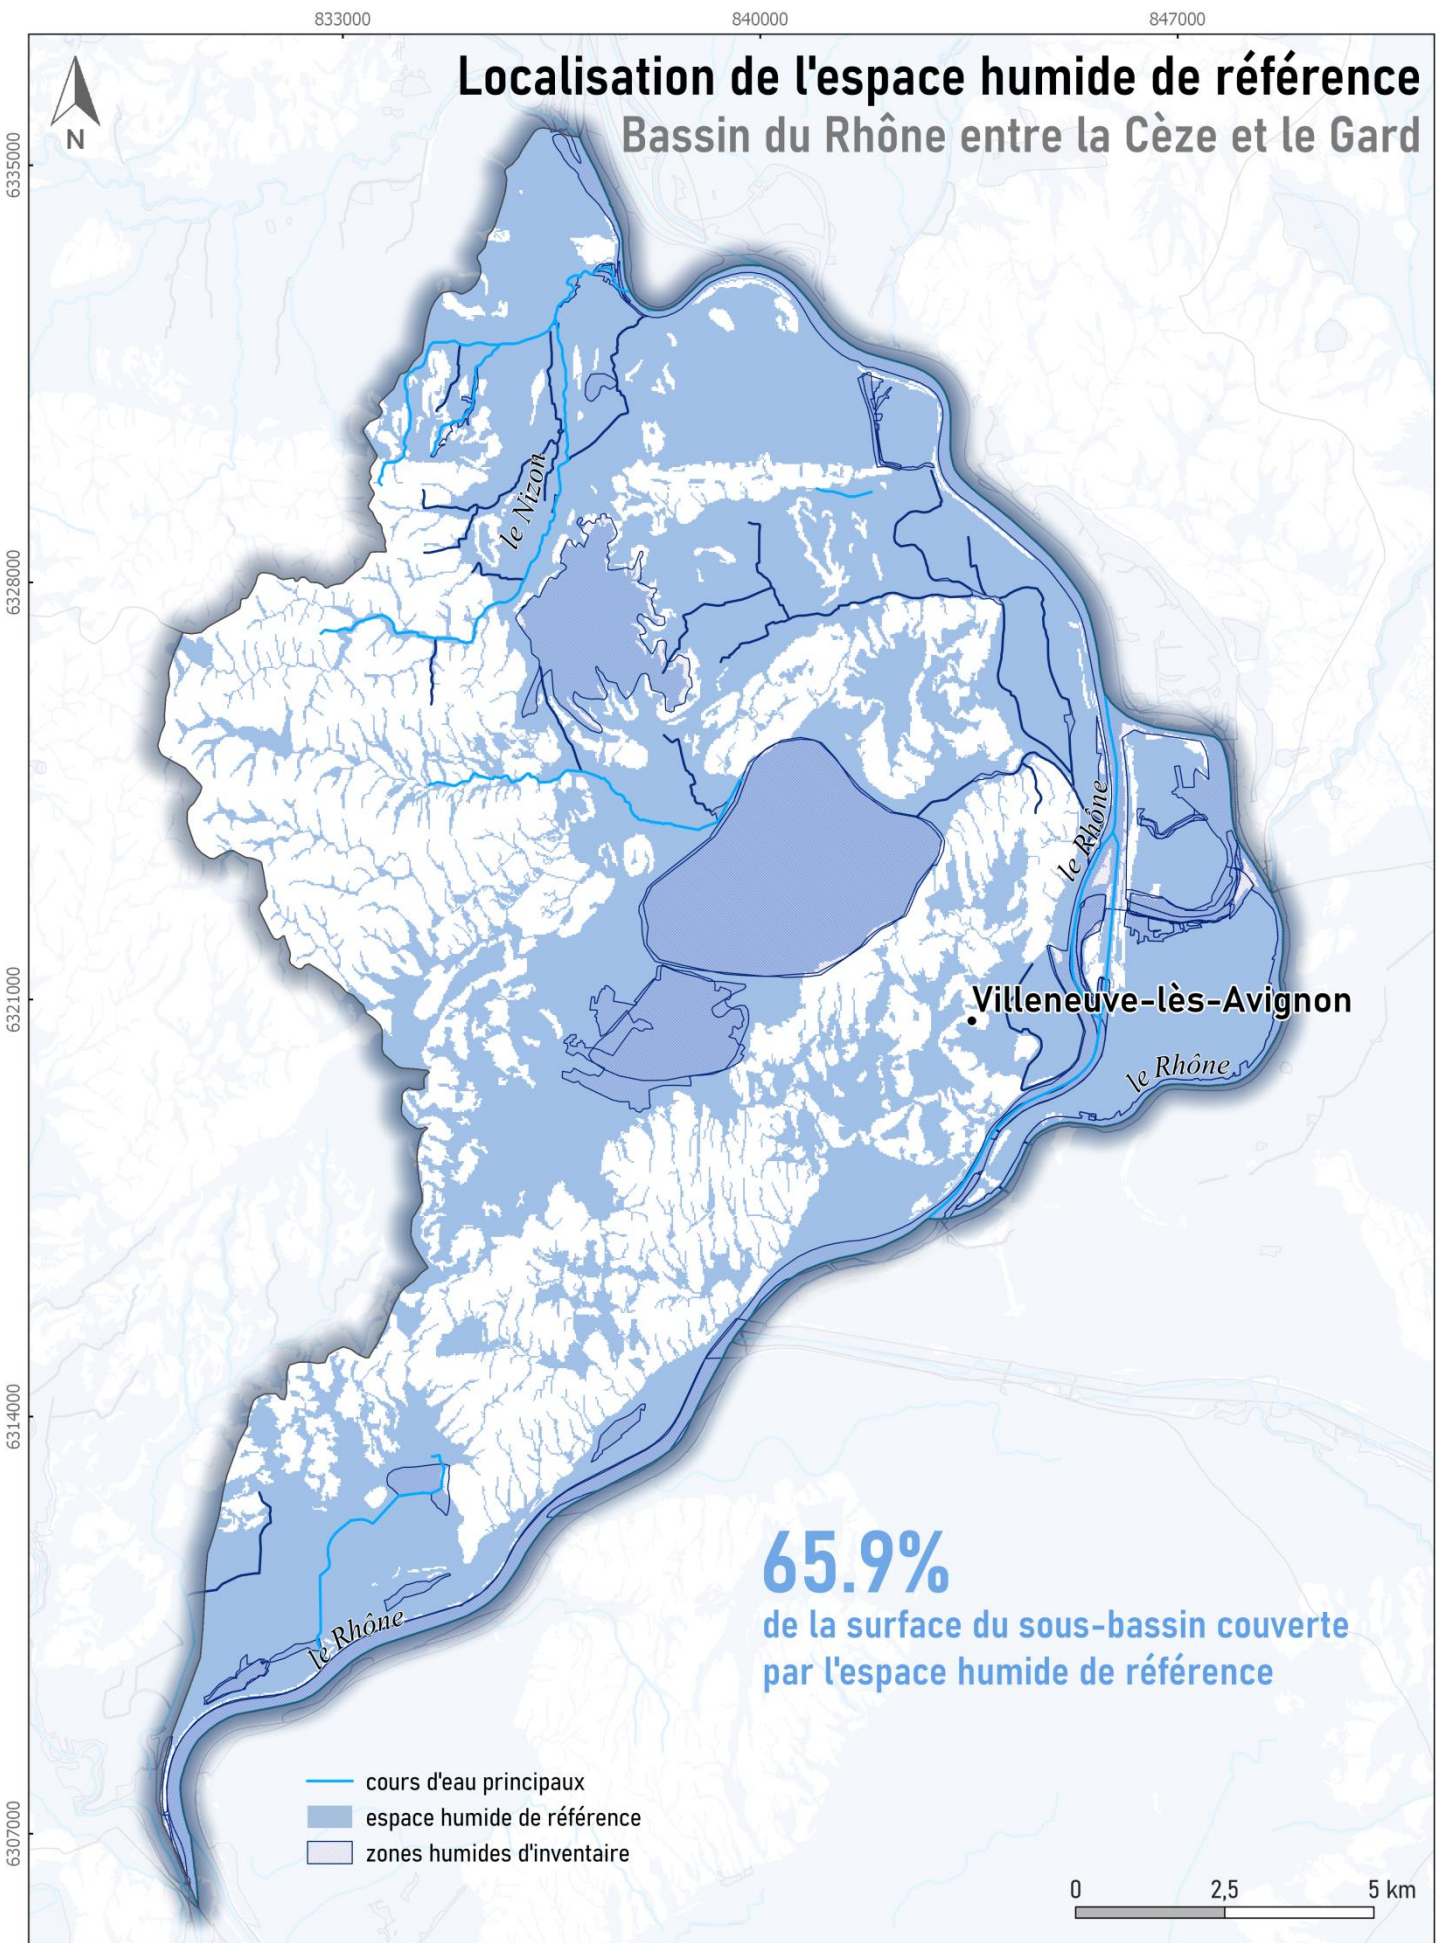 833000
840000
847000
Localisation de l'espace humide de référence
Bassin du Rhône entre la Cèze et le Gard
N
6335000
6328000
6321000
6314000
6307000
le Nizon
le Rhône
Villeneuve-lès-Avignon
le Rhône
le Rhône
65.9%
de la surface du sous-bassin couverte
par l'espace humide de référence
cours d'eau principaux
espace humide de référence
zones humides d'inventaire
0 2,5 5 km